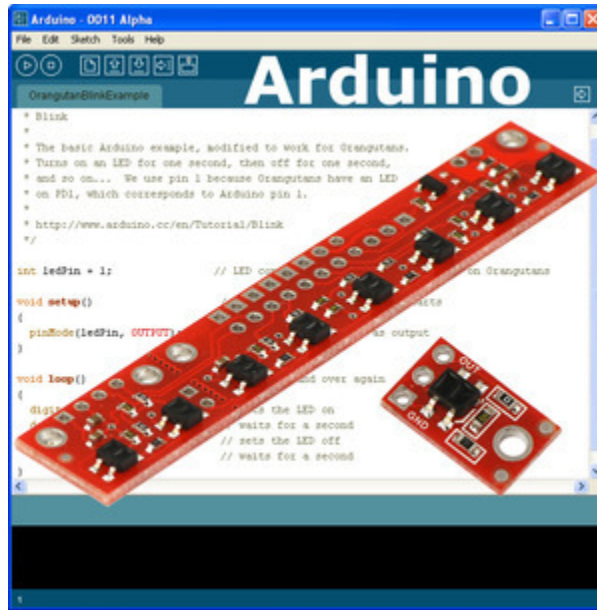 Arduino - 0011 Alpha
File Edit Sketch Tools Help
Arduino
OrangutanBlinkExample
* Blink
*
* The basic Arduino example, modified to work for Orangutans.
* Turns on an LED for one second, then off for one second,
* and so on... We use pin 1 because Orangutans have an LED
* on PD1, which corresponds to Arduino pin 1.
*
* http://www.arduino.cc/en/Tutorial/Blink
*/
int ledPin = 1; // LED on Orangutans
void setup()
{
pinMode(ledPin, OUTPUT) as output
}
void loop() and over again
{
// sets the LED on
// waits for a second
// sets the LED off
// waits for a second
}
OUT
GND
1